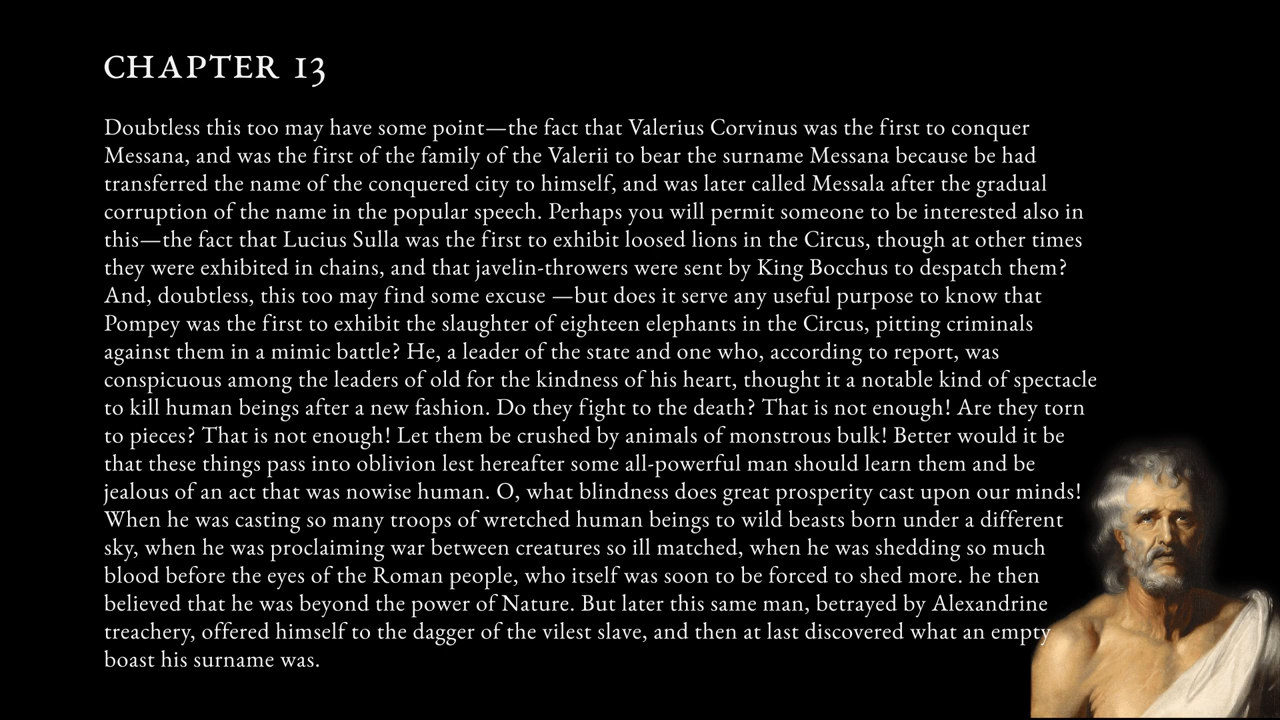 CHAPTER 13
Doubtless this too may have some point—the fact that Valerius Corvinus was the first to conquer
Messana, and was the first of the family of the Valerii to bear the surname Messana because be had
transferred the name of the conquered city to himself, and was later called Messala after the gradual
corruption of the name in the popular speech. Perhaps you will permit someone to be interested also in
this—the fact that Lucius Sulla was the first to exhibit loosed lions in the Circus, though at other times
they were exhibited in chains, and that javelin-throwers were sent by King Bocchus to despatch them?
And, doubtless, this too may find some excuse —but does it serve any useful purpose to know that
Pompey was the first to exhibit the slaughter of eighteen elephants in the Circus, pitting criminals
against them in a mimic battle? He, a leader of the state and one who, according to report, was
conspicuous among the leaders of old for the kindness of his heart, thought it a notable kind of spectacle
to kill human beings after a new fashion. Do they fight to the death? That is not enough! Are they torn
to pieces? That is not enough! Let them be crushed by animals of monstrous bulk! Better would it be
that these things pass into oblivion lest hereafter some all-powerful man should learn them and be
jealous of an act that was nowise human. O, what blindness does great prosperity cast upon our minds!
When he was casting so many troops of wretched human beings to wild beasts born under a different
sky, when he was proclaiming war between creatures so ill matched, when he was shedding so much
blood before the eyes of the Roman people, who itself was soon to be forced to shed more. he then
believed that he was beyond the power of Nature. But later this same man, betrayed by Alexandrine
treachery, offered himself to the dagger of the vilest slave, and then at last discovered what an empty
boast his surname was.